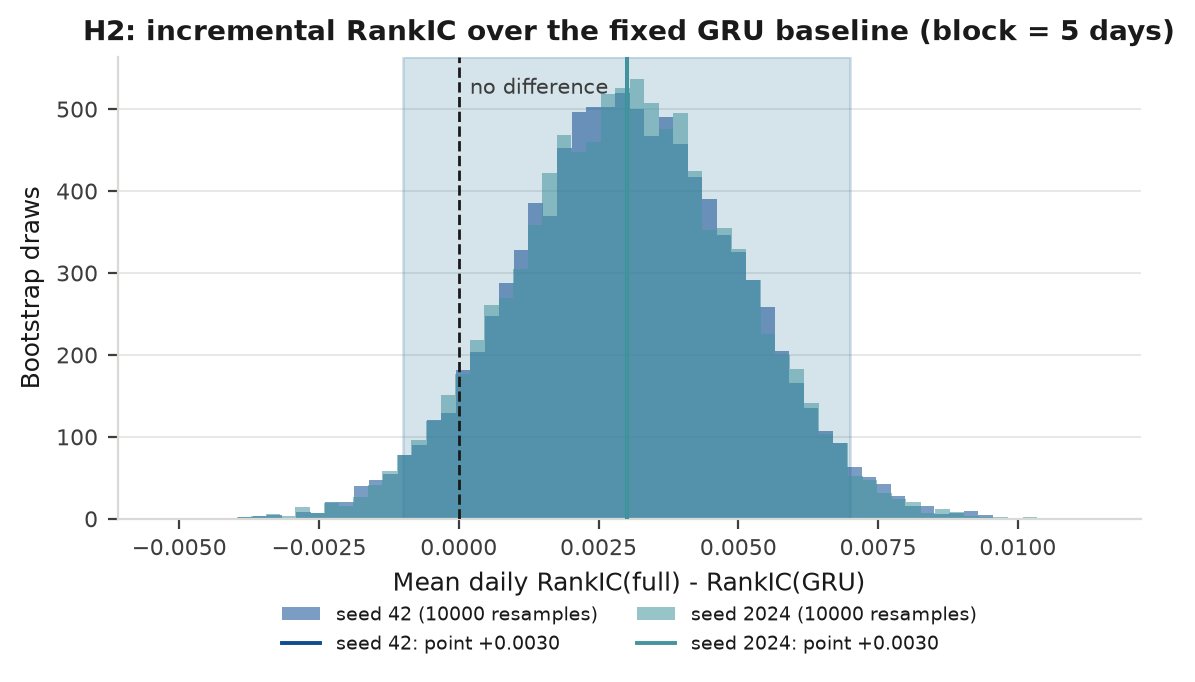 H2: incremental RankIC over the fixed GRU baseline (block = 5 days)
no difference
Bootstrap draws
500
400
300
200
100
0
−0.0050 −0.0025 0.0000 0.0025 0.0050 0.0075 0.0100
Mean daily RankIC(full) - RankIC(GRU)
seed 42 (10000 resamples) seed 2024 (10000 resamples)
seed 42: point +0.0030 seed 2024: point +0.0030